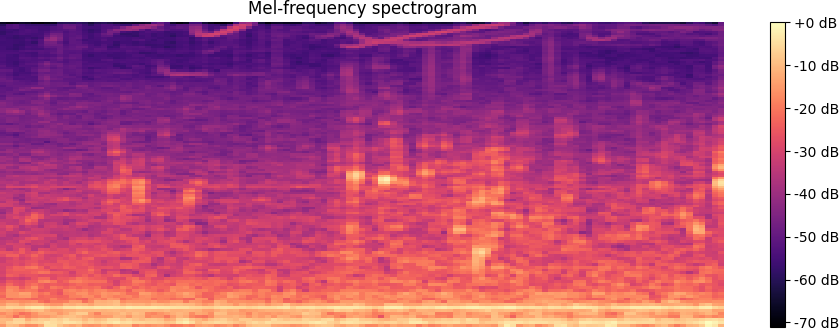 Mel-frequency spectrogram
+0 dB
-10 dB
-20 dB
-30 dB
-40 dB
-50 dB
-60 dB
-70 dB